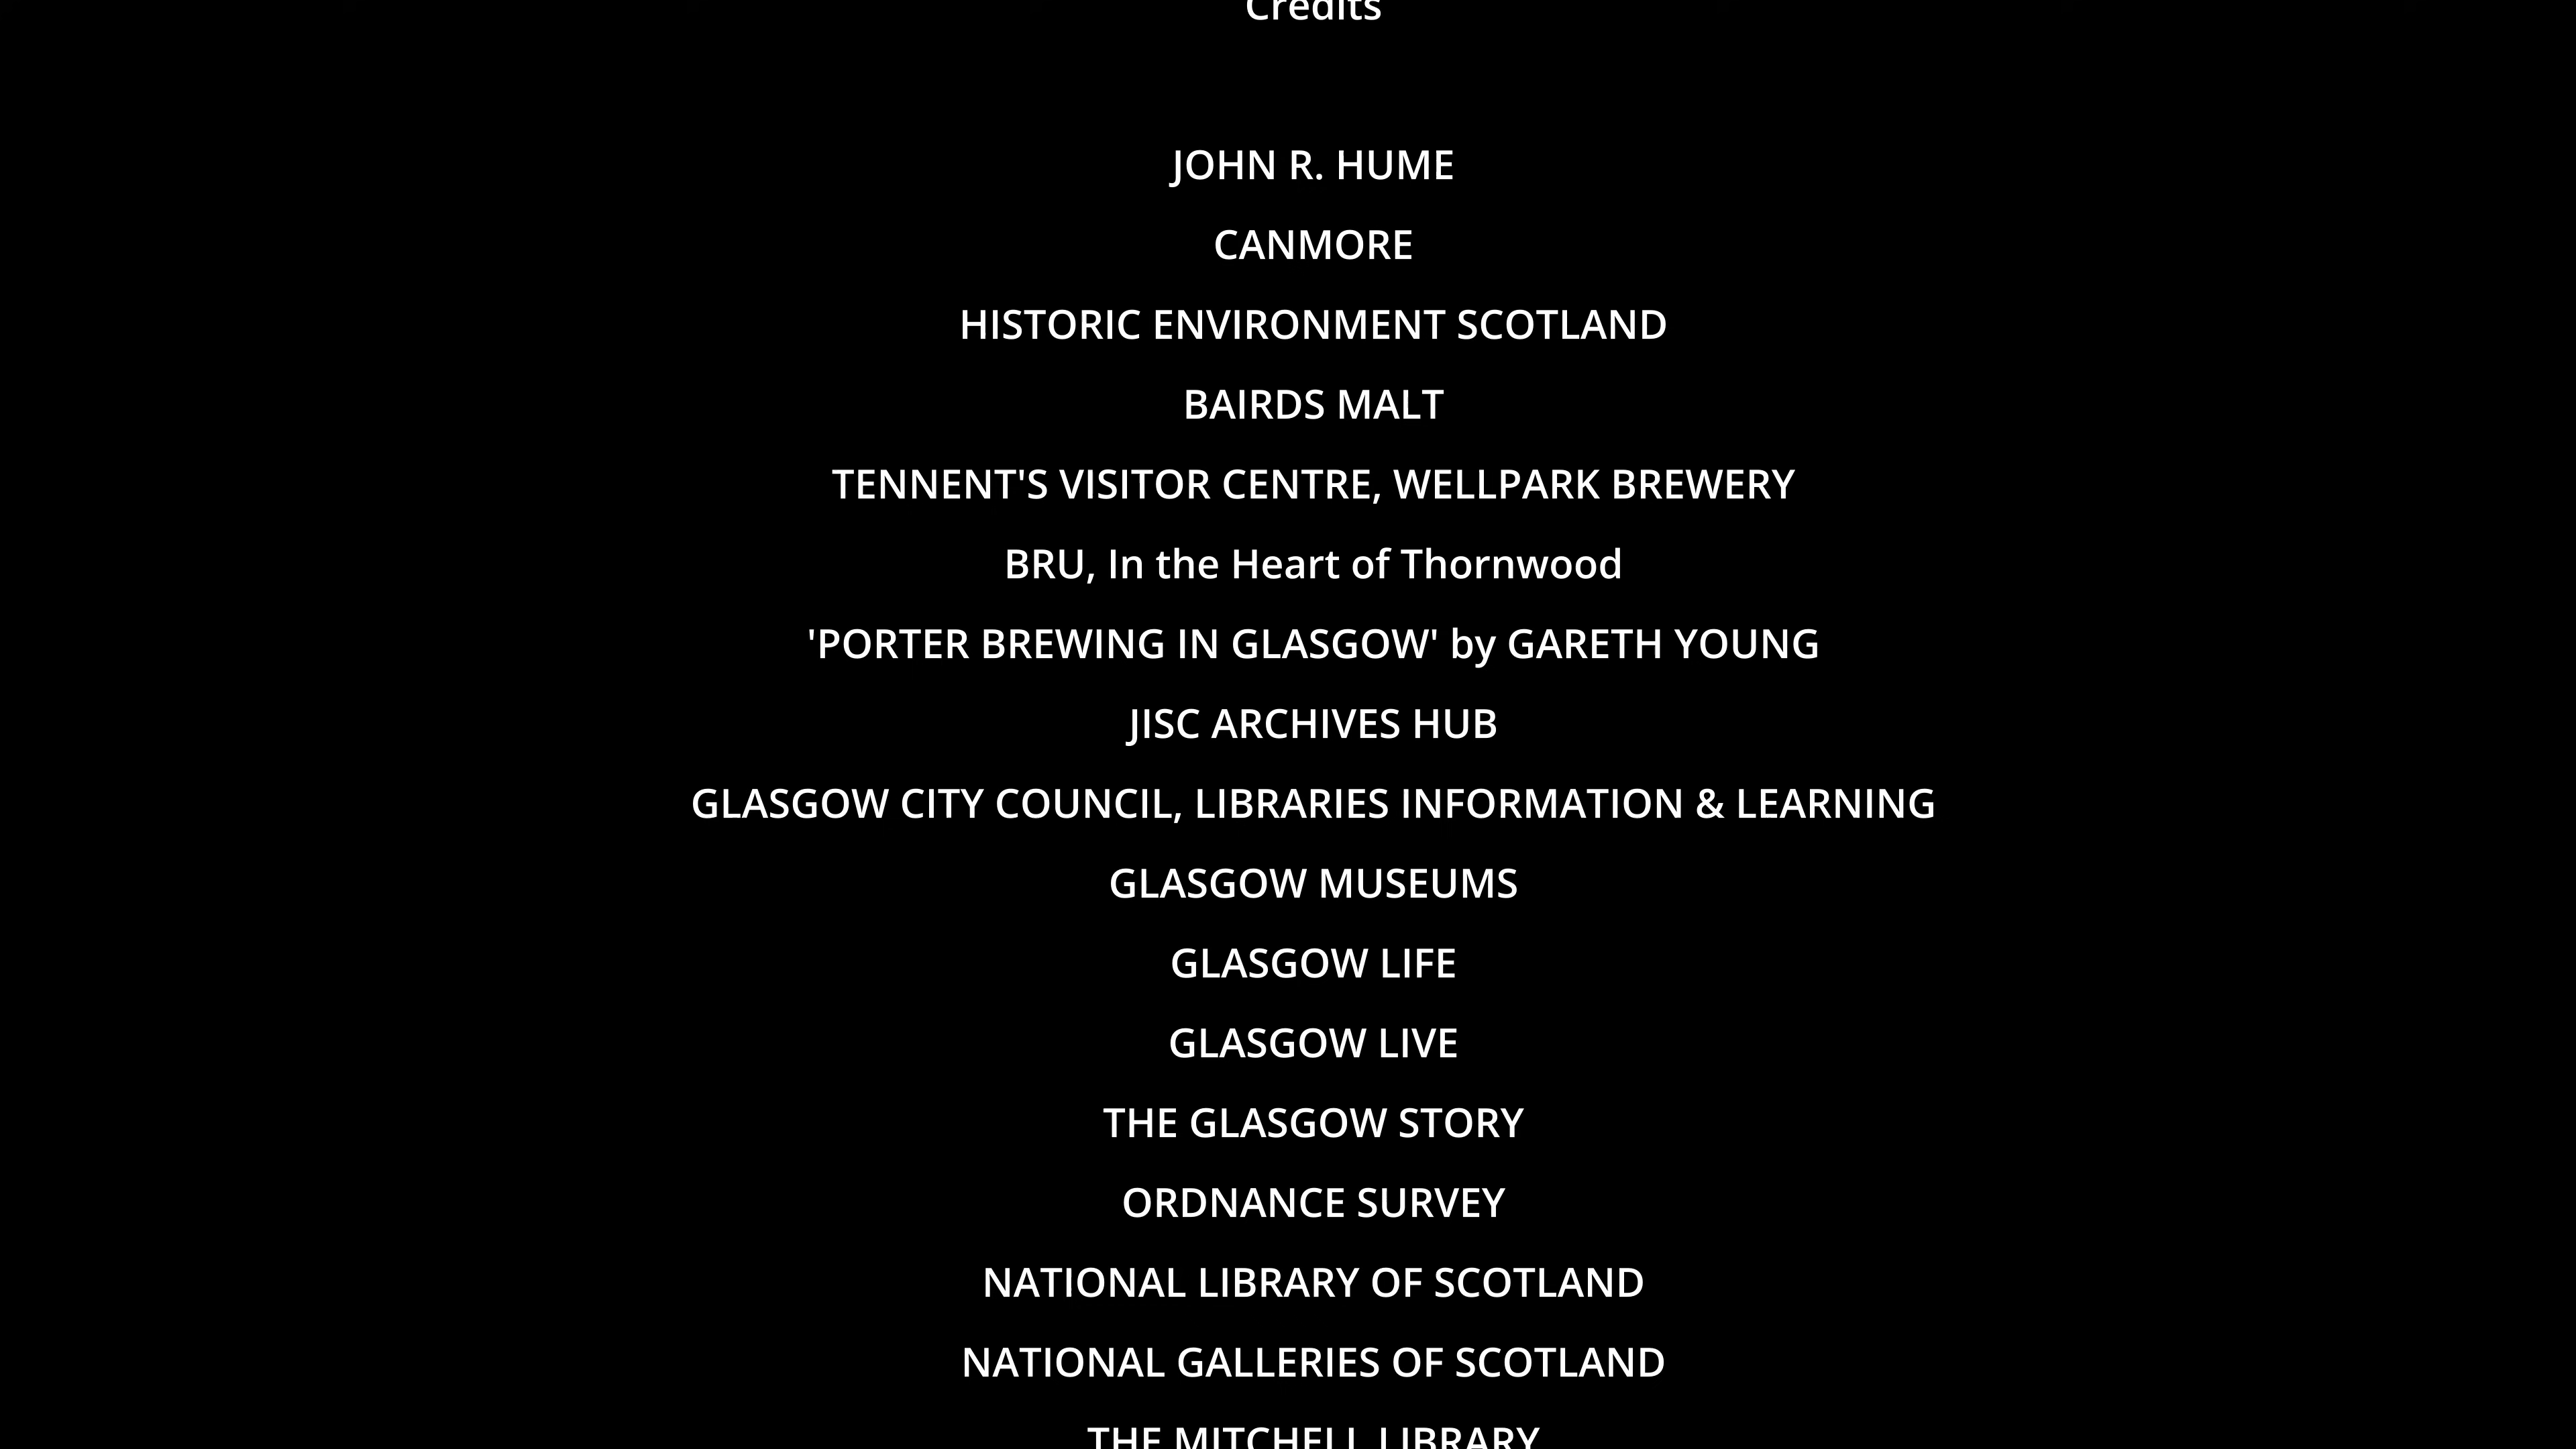 Credits
JOHN R. HUME
CANMORE
HISTORIC ENVIRONMENT SCOTLAND
BAIRDS MALT
TENNENT'S VISITOR CENTRE, WELLPARK BREWERY
BRU, In the Heart of Thornwood
'PORTER BREWING IN GLASGOW' by GARETH YOUNG
JISC ARCHIVES HUB
GLASGOW CITY COUNCIL, LIBRARIES INFORMATION & LEARNING
GLASGOW MUSEUMS
GLASGOW LIFE
GLASGOW LIVE
THE GLASGOW STORY
ORDNANCE SURVEY
NATIONAL LIBRARY OF SCOTLAND
NATIONAL GALLERIES OF SCOTLAND
THE MITCHELL LIBRARY